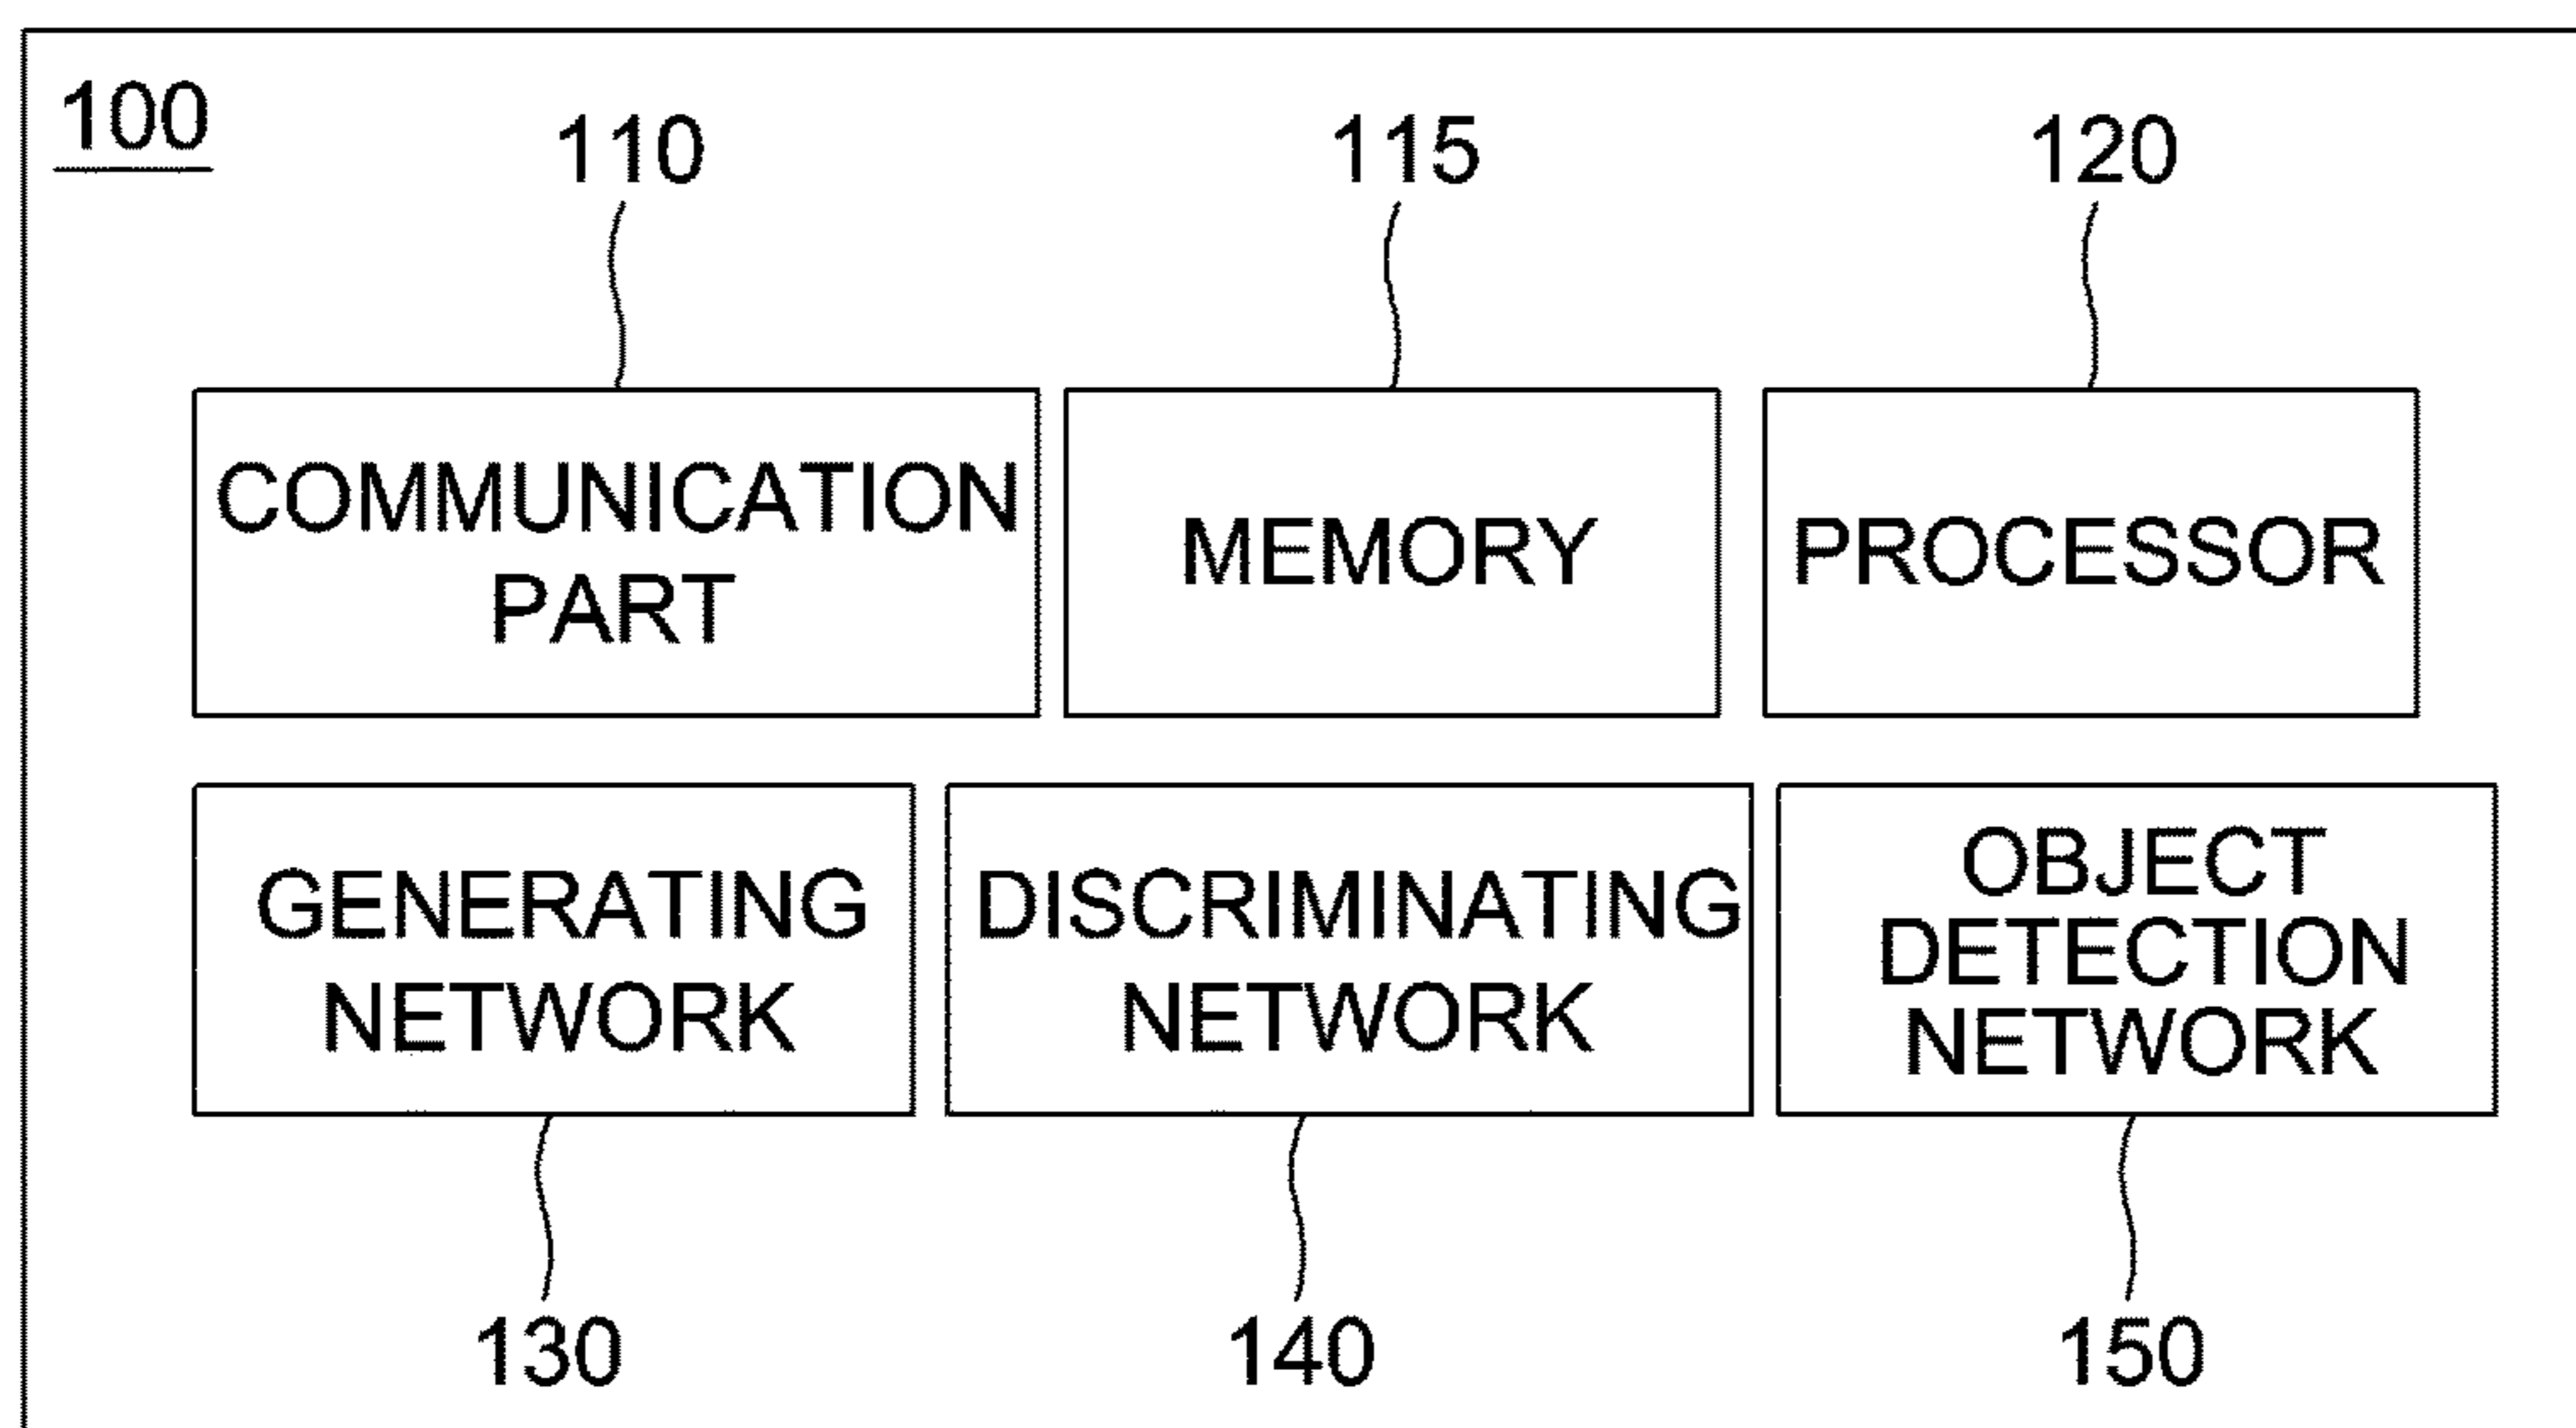 100
110
115
120
COMMUNICATION
PART
MEMORY
PROCESSOR
GENERATING
NETWORK
DISCRIMINATING
NETWORK
OBJECT
DETECTION
NETWORK
130
140
150